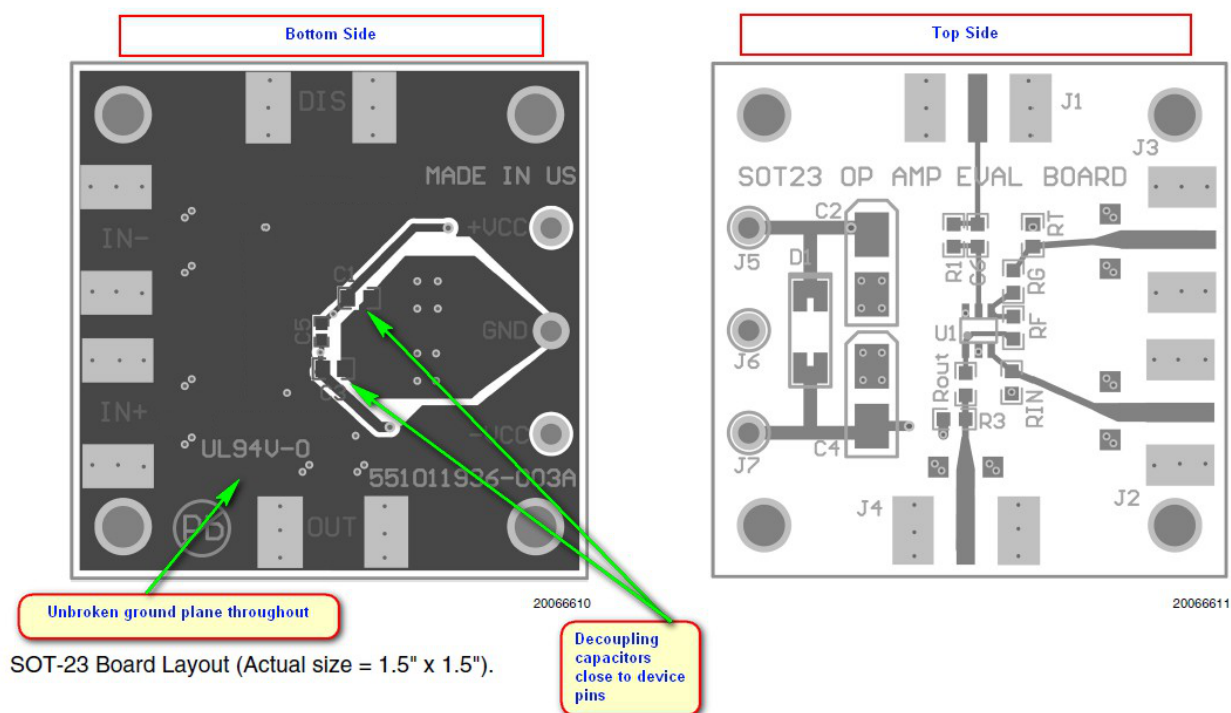 Bottom Side
Top Side
DIS
MADE IN US
+VCC
IN-
C1
C5
GND
C3
IN+
-VCC
UL94V-0
551011936-003A
OUT
J1
J3
SOT23 OP AMP EVAL BOARD
C2
RT
J5
D1
R1
C6
RG
U1
RF
J6
Rout
RIN
R3
C4
J7
J4
J2
Unbroken ground plane throughout
20066610
20066611
Decoupling
capacitors
close to device
pins
SOT-23 Board Layout (Actual size = 1.5" x 1.5").